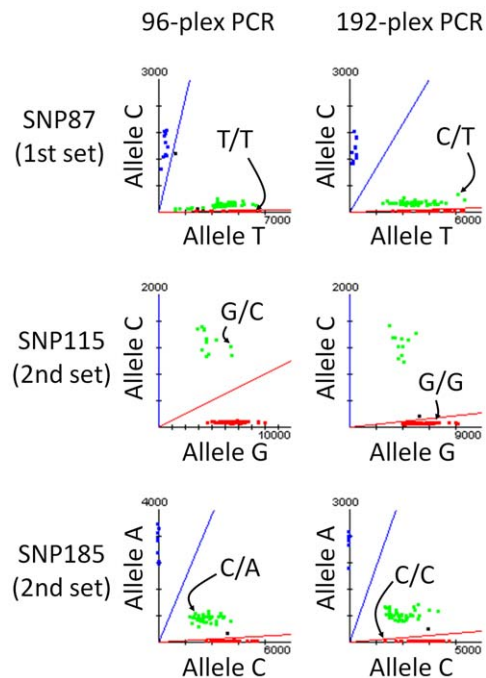 96-plex PCR 192-plex PCR
SNP87
(1st set)
3000
Allele C
T/T
7000
Allele T
3000
Allele C
C/T
6000
Allele T
SNP115
(2nd set)
2000
Allele C
G/C
10000
Allele G
2000
Allele C
G/G
9000
Allele G
SNP185
(2nd set)
4000
Allele A
C/A
6000
Allele C
3000
Allele A
C/C
5000
Allele C